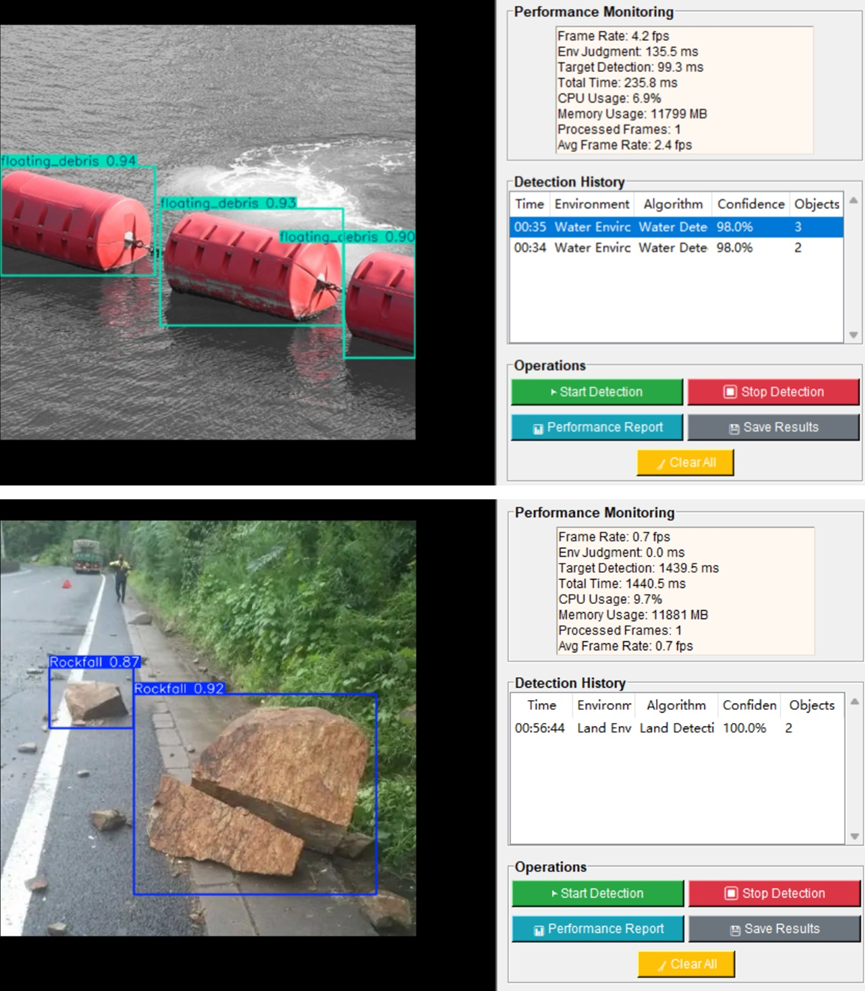 floating_debris 0.94
floating_debris 0.93
floating_debris 0.90
Performance Monitoring
Frame Rate: 4.2 fps
Env Judgment: 135.5 ms
Target Detection: 99.3 ms
Total Time: 235.8 ms
CPU Usage: 6.9%
Memory Usage: 11799 MB
Processed Frames: 1
Avg Frame Rate: 2.4 fps
Detection History
Time Environment Algorithm Confidence Objects
00:35 Water Envirc Water Dete 98.0% 3
00:34 Water Envirc Water Dete 98.0% 2
Operations
Start Detection Stop Detection
Performance Report Save Results
Clear All
Rockfall 0.87
Rockfall 0.92
Performance Monitoring
Frame Rate: 0.7 fps
Env Judgment: 0.0 ms
Target Detection: 1439.5 ms
Total Time: 1440.5 ms
CPU Usage: 9.7%
Memory Usage: 11881 MB
Processed Frames: 1
Avg Frame Rate: 0.7 fps
Detection History
Time Environm Algorithm Confiden Objects
00:56:44 Land Env Land Detecti 100.0% 2
Operations
Start Detection Stop Detection
Performance Report Save Results
Clear All